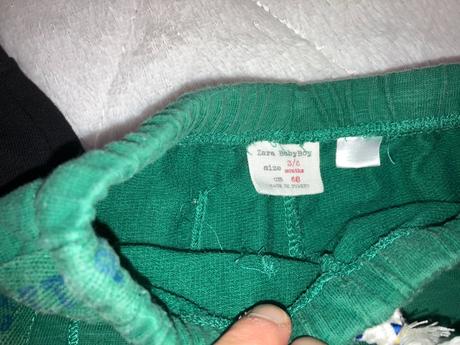 Zara BabyBoy
size 3/6
months
cm 68
MADE IN TURKEY